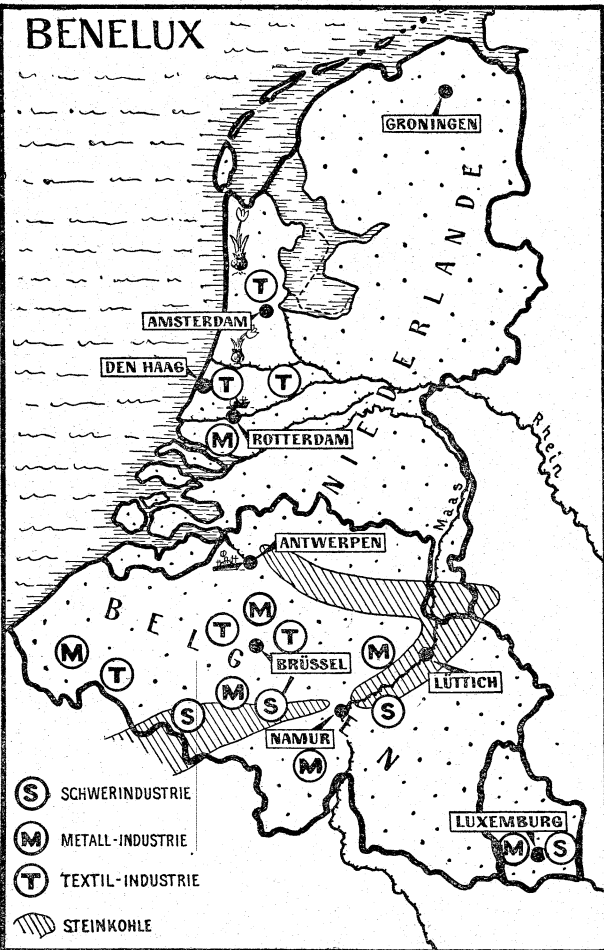 BENELUX
GRONINGEN
NIEDERLANDE
T
AMSTERDAM
DEN HAAG
T
T
M
ROTTERDAM
Rhein
Maas
ANTWERPEN
BELGIEN
M
T
T
M
T
BRÜSSEL
M
LÜTTICH
M
S
S
S
NAMUR
M
LUXEMBURG
M
S
S SCHWERINDUSTRIE
M METALL-INDUSTRIE
T TEXTIL-INDUSTRIE
STEINKOHLE